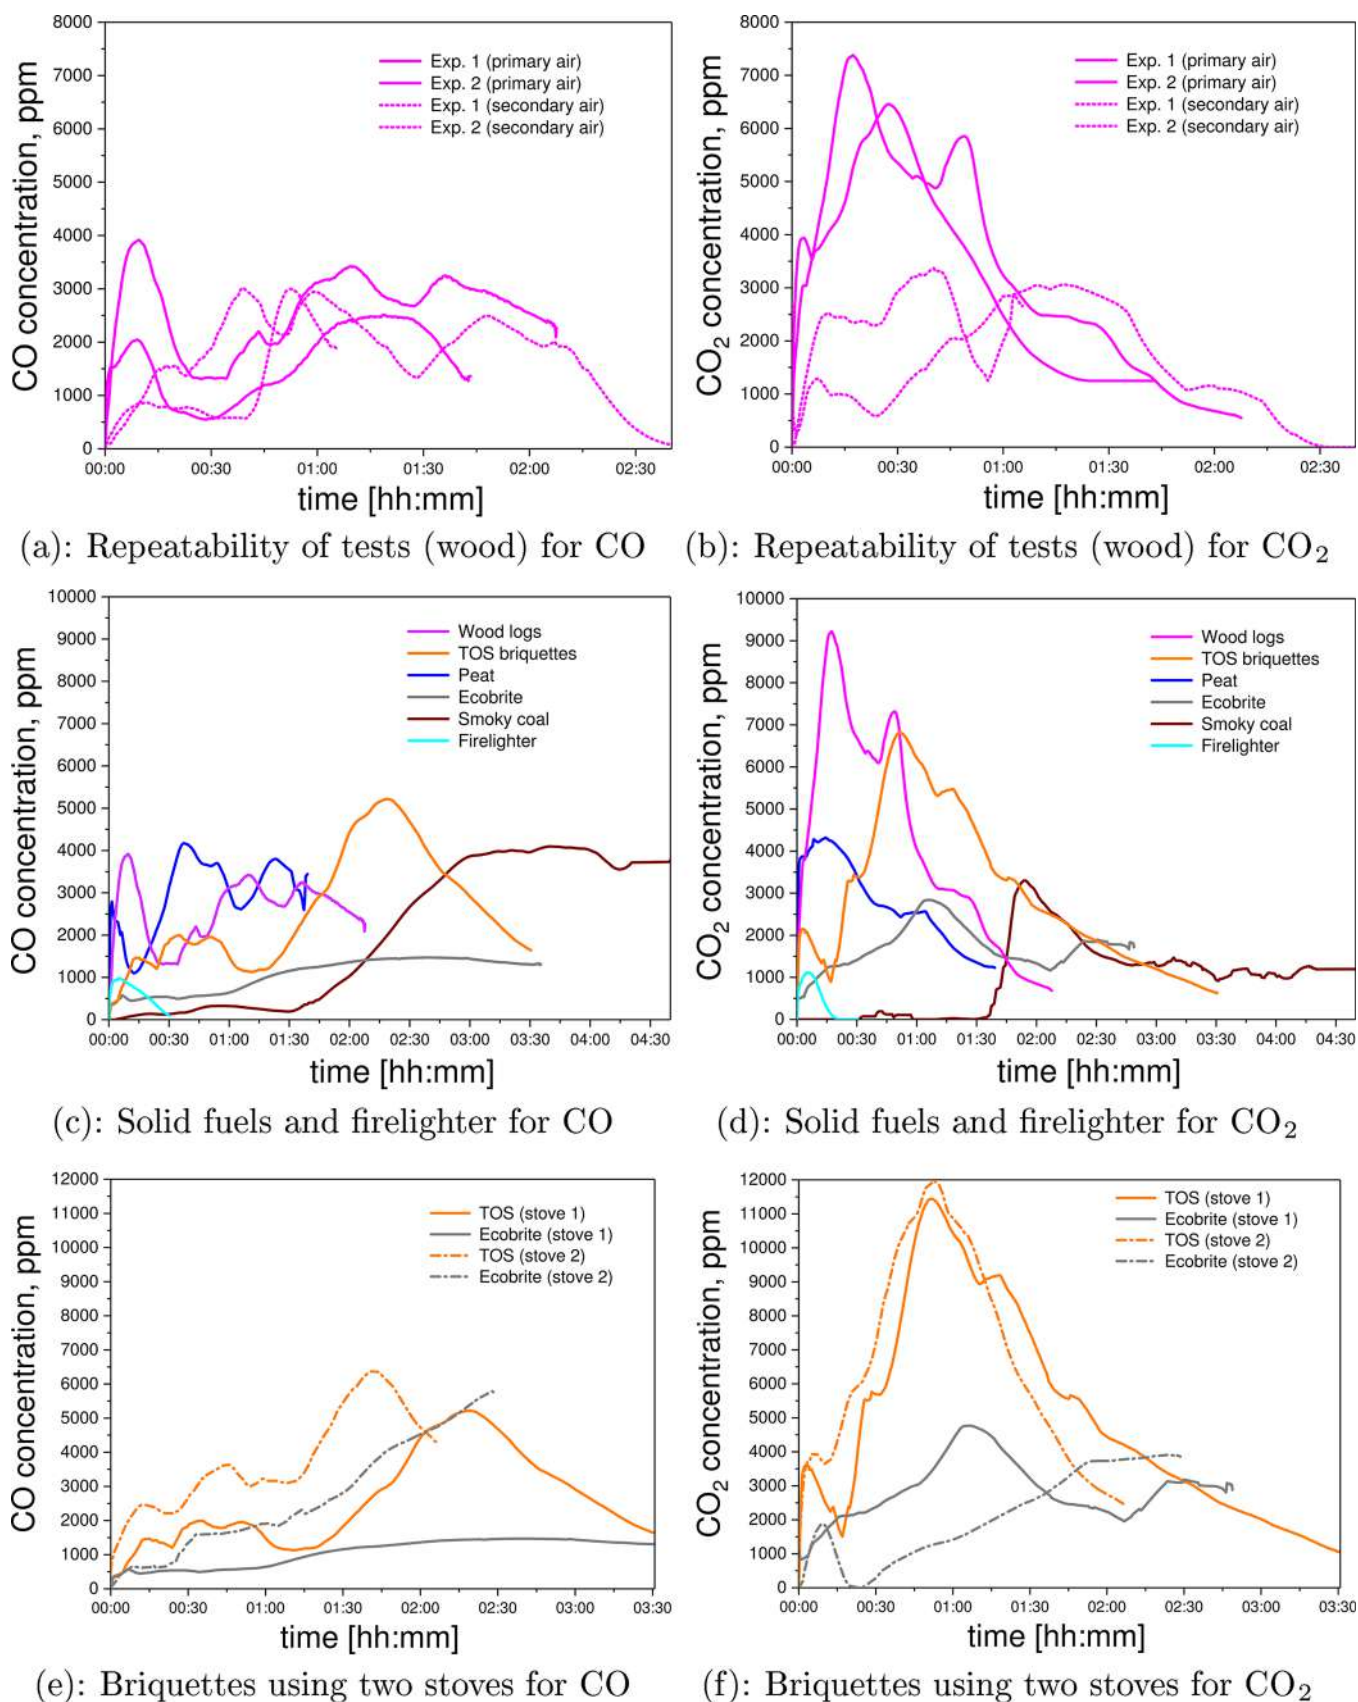 8000
7000
6000
5000
4000
3000
2000
1000
0
CO concentration, ppm
Exp. 1 (primary air)
Exp. 2 (primary air)
Exp. 1 (secondary air)
Exp. 2 (secondary air)
00:00 00:30 01:00 01:30 02:00 02:30
time [hh:mm]
(a): Repeatability of tests (wood) for CO
8000
7000
6000
5000
4000
3000
2000
1000
0
CO2 concentration, ppm
Exp. 1 (primary air)
Exp. 2 (primary air)
Exp. 1 (secondary air)
Exp. 2 (secondary air)
00:00 00:30 01:00 01:30 02:00 02:30
time [hh:mm]
(b): Repeatability of tests (wood) for CO2
10000
9000
8000
7000
6000
5000
4000
3000
2000
1000
0
CO concentration, ppm
Wood logs
TOS briquettes
Peat
Ecobrite
Smoky coal
Firelighter
00:00 00:30 01:00 01:30 02:00 02:30 03:00 03:30 04:00 04:30
time [hh:mm]
(c): Solid fuels and firelighter for CO
10000
9000
8000
7000
6000
5000
4000
3000
2000
1000
0
CO2 concentration, ppm
Wood logs
TOS briquettes
Peat
Ecobrite
Smoky coal
Firelighter
00:00 00:30 01:00 01:30 02:00 02:30 03:00 03:30 04:00 04:30
time [hh:mm]
(d): Solid fuels and firelighter for CO2
12000
11000
10000
9000
8000
7000
6000
5000
4000
3000
2000
1000
0
CO concentration, ppm
TOS (stove 1)
Ecobrite (stove 1)
TOS (stove 2)
Ecobrite (stove 2)
00:00 00:30 01:00 01:30 02:00 02:30 03:00 03:30
time [hh:mm]
(e): Briquettes using two stoves for CO
12000
11000
10000
9000
8000
7000
6000
5000
4000
3000
2000
1000
0
CO2 concentration, ppm
TOS (stove 1)
Ecobrite (stove 1)
TOS (stove 2)
Ecobrite (stove 2)
00:00 00:30 01:00 01:30 02:00 02:30 03:00 03:30
time [hh:mm]
(f): Briquettes using two stoves for CO2